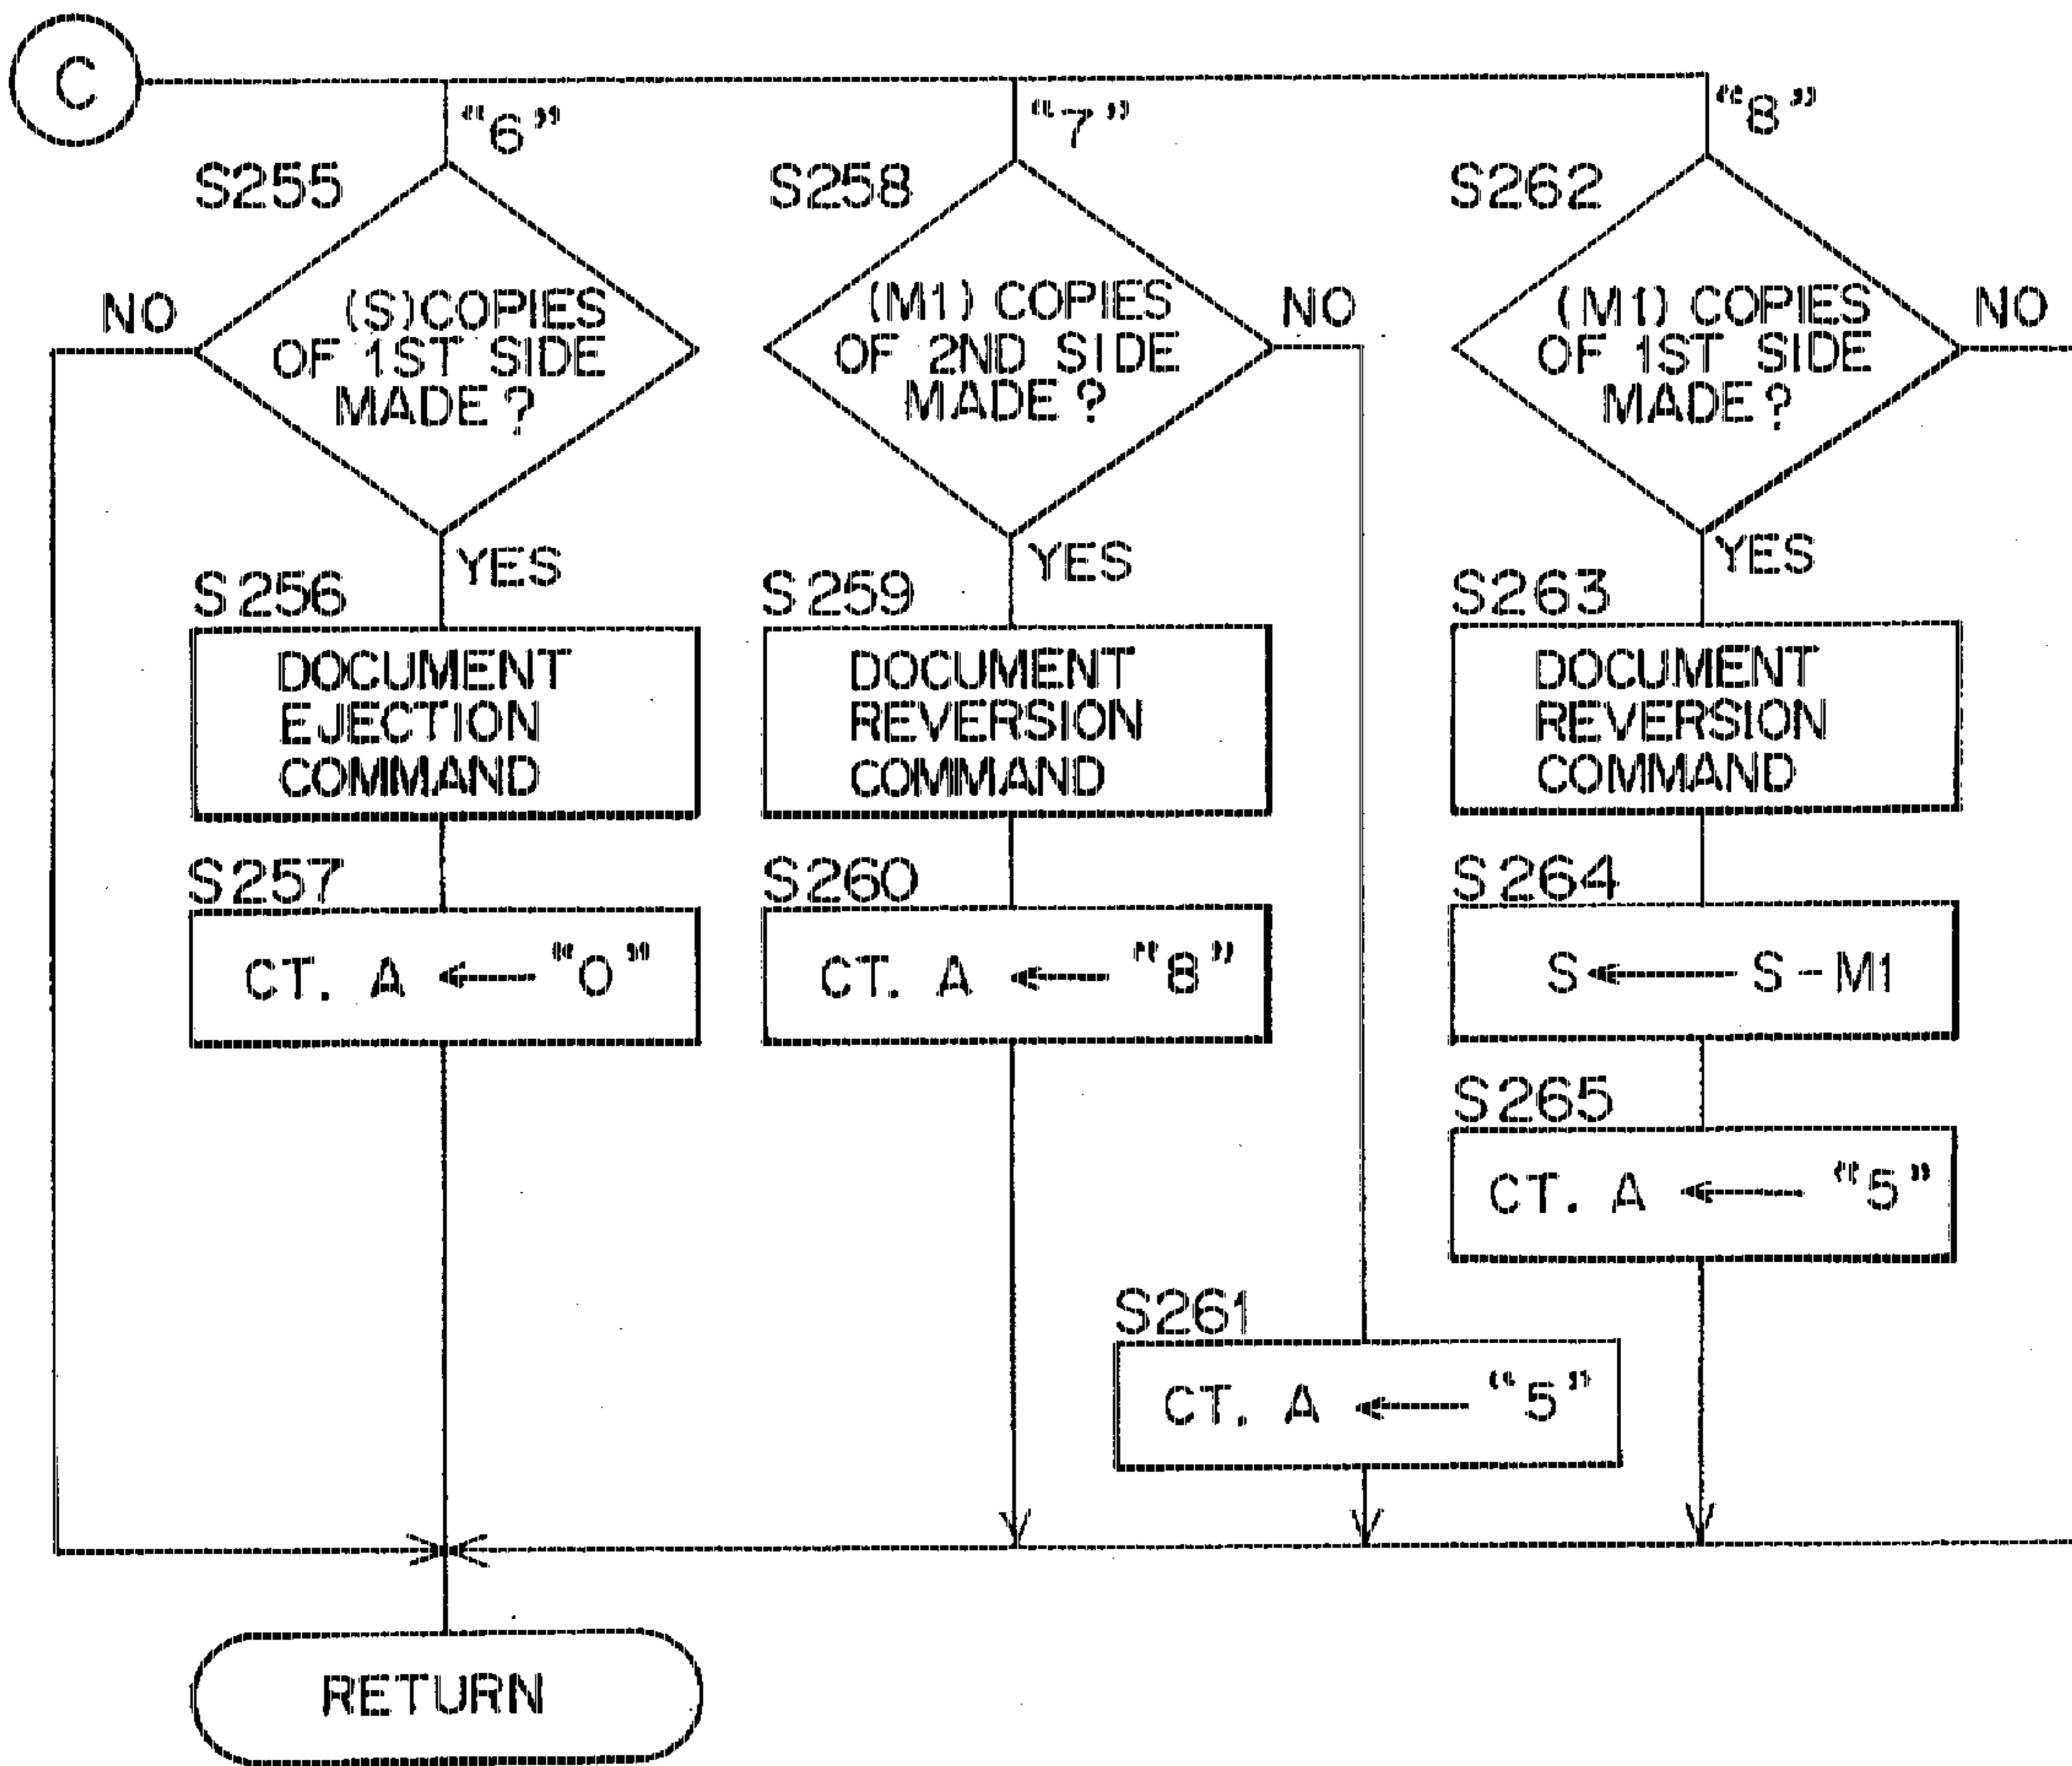 C
"6"
"7"
"8"
S255
S258
S262
NO
(S)COPIES
OF 1ST SIDE
MADE?
(M1) COPIES
OF 2ND SIDE
MADE?
NO
(M1) COPIES
OF 1ST SIDE
MADE?
NO
YES
YES
YES
S256
DOCUMENT
EJECTION
COMMAND
S259
DOCUMENT
REVERSION
COMMAND
S263
DOCUMENT
REVERSION
COMMAND
S257
CT. A ← "0"
S260
CT. A ← "8"
S264
S ← S-M1
S265
CT. A ← "5"
S261
CT. A ← "5"
RETURN